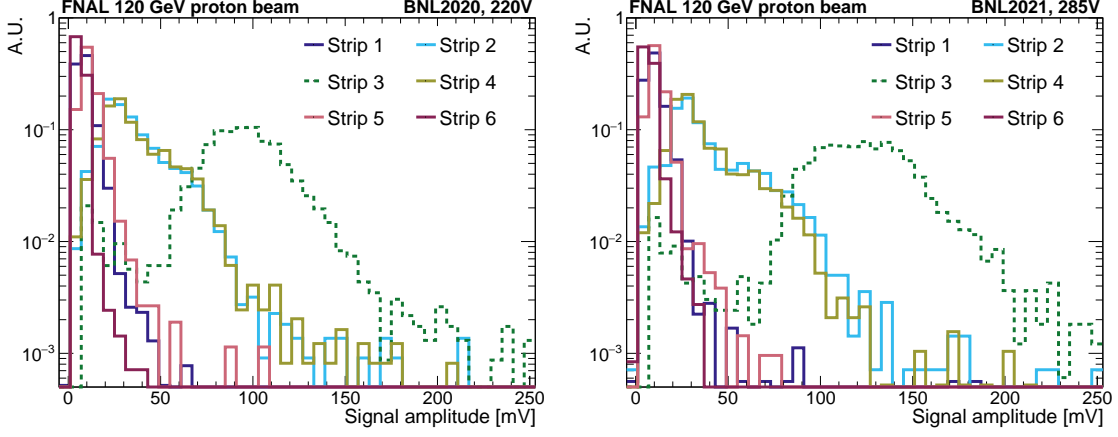 FNAL 120 GeV proton beam BNL2020, 220V
A.U.
1
10⁻¹
10⁻²
10⁻³
Strip 1 Strip 2
Strip 3 Strip 4
Strip 5 Strip 6
0 50 100 150 200 250
Signal amplitude [mV]
FNAL 120 GeV proton beam BNL2021, 285V
A.U.
1
10⁻¹
10⁻²
10⁻³
Strip 1 Strip 2
Strip 3 Strip 4
Strip 5 Strip 6
0 50 100 150 200 250
Signal amplitude [mV]